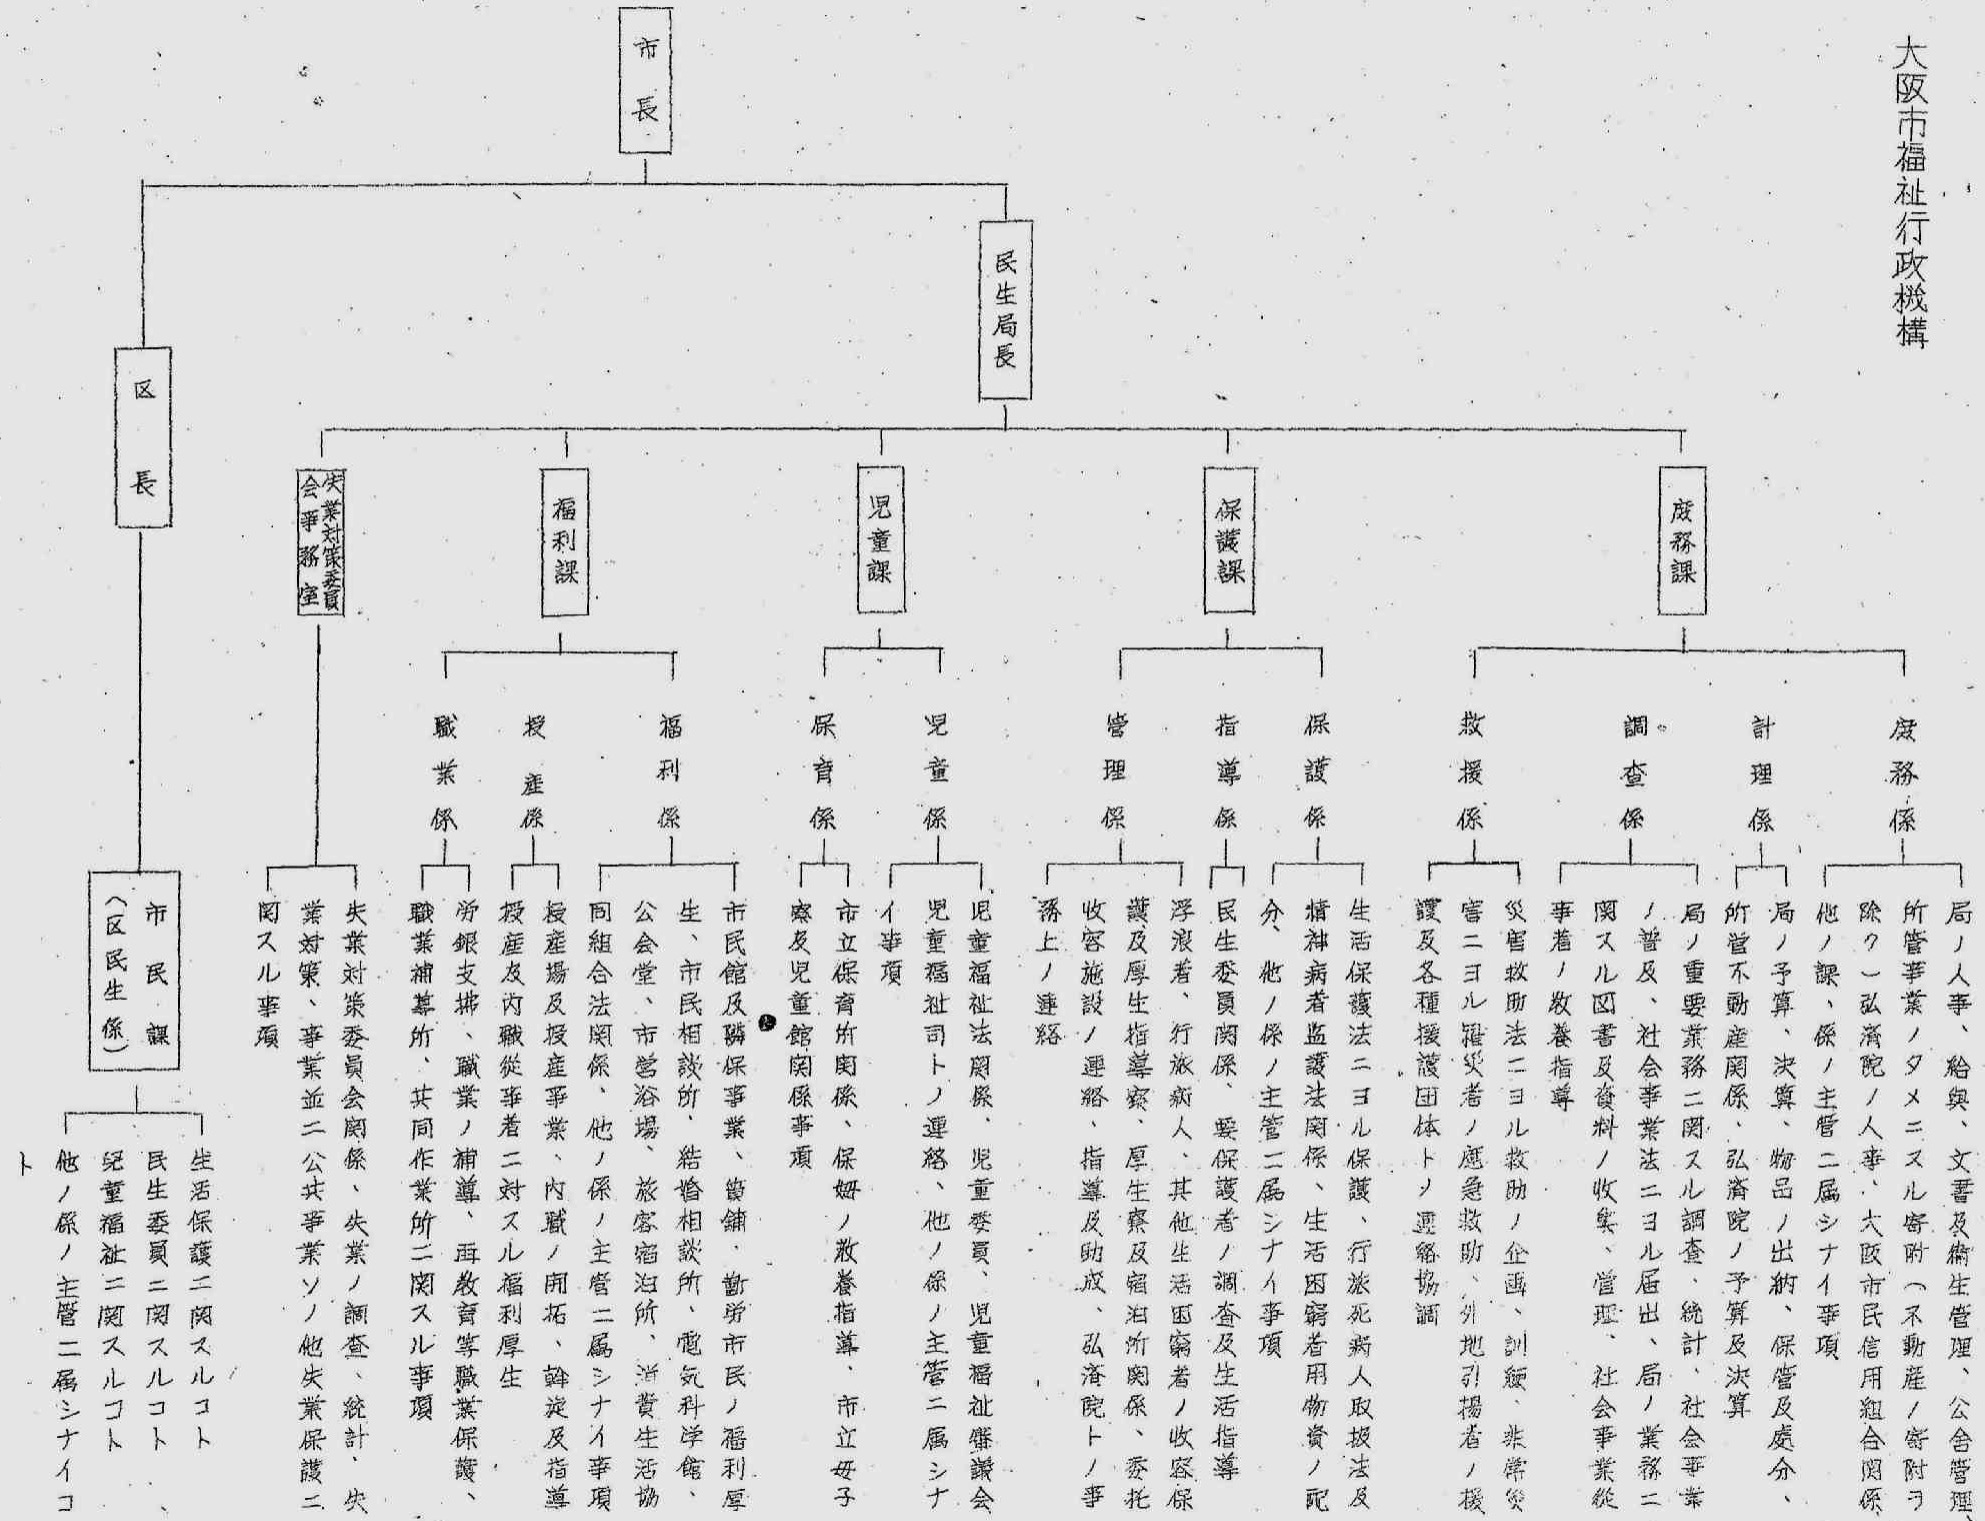 大阪市福祉行政機構
市長
民生局長
区長
庶務課
保護課
児童課
福利課
失業対策委員
会事務室
庶務係
計理係
調査係
救援係
保護係
指導係
管理係
児童係
保育係
福利係
授産係
職業係
局ノ人事、給与、文書及衛生管理、公舎管理、
所管事業ノタメニスル寄附(不動産ノ寄附ヲ
除ク)弘済院ノ人事、大阪市民信用組合関係、
他ノ課、係ノ主管ニ属シナイ事項
局ノ予算、決算、物品ノ出納、保管及處分、
所管不動産関係、弘済院ノ予算及決算
局ノ重要業務ニ関スル調査、統計、社会事業
ノ普及、社会事業法ニヨル届出、局ノ業務ニ
関スル図書及資料ノ收集、管理、社会事業從
事者ノ敎養指導
災害救助法ニヨル救助ノ企画、訓練、非常災
害ニヨル罹災者ノ應急救助、外地引揚者ノ援
護及各種援護団体トノ連絡協調
生活保護法ニヨル保護、行旅死病人取扱法及
精神病者監護法関係、生活困窮者用物資ノ配
分、他ノ係ノ主管ニ属シナイ事項
民生委員関係、要保護者ノ調査及生活指導
浮浪者、行旅病人、其他生活困窮者ノ收容保
護及厚生指導寮、厚生寮及宿泊所関係、委托
收容施設ノ連絡、指導及助成、弘済院トノ事
務上ノ連絡
児童福祉法関係、児童委員、児童福祉審議会
児童福祉司トノ連絡、他ノ係ノ主管ニ属シナ
イ事項
市立保育所関係、保姆ノ敎養指導、市立母子
寮及児童館関係事項
市民館及隣保事業、勤労市民ノ福利厚
生、市民相談所、結婚相談所、電気科学館、
公会堂、市営浴場、旅客宿泊所、消費生活協
同組合法関係、他ノ係ノ主管ニ属シナイ事項
授産場及授産事業、内職ノ開拓、斡旋及指導
授産及内職從事者ニ対スル福利厚生
労銀支拂、職業ノ補導、再教育等職業保護、
職業補導所、共同作業所ニ関スル事項
失業対策委員会関係、失業ノ調査、統計、失
業対策、事業並ニ公共事業ソノ他失業保護ニ
関スル事項
市民課
(区民生係)
生活保護ニ関スルコト
民生委員ニ関スルコト、
児童福祉ニ関スルコト
他ノ係ノ主管ニ属シナイコ
ト